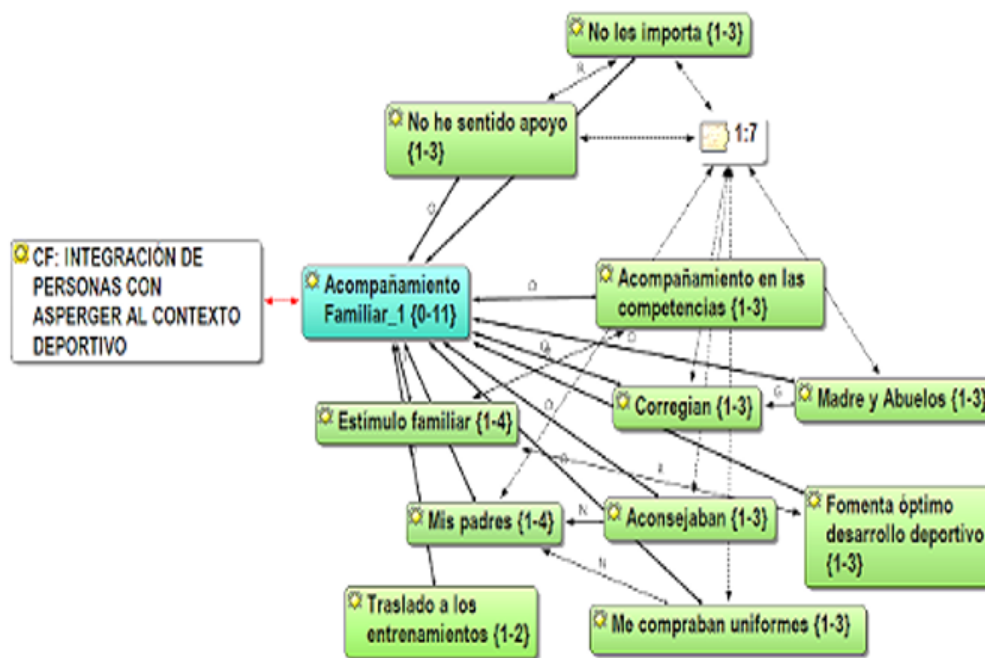 No les importa {1-3}
No he sentido apoyo
{1-3}
1:7
R
O
CF: INTEGRACIÓN DE
PERSONAS CON
ASPERGER AL CONTEXTO
DEPORTIVO
Acompañamiento
Familiar_1 {0-11}
O
Acompañamiento en las
competencias {1-3}
O
Estímulo familiar {1-4}
Corregian {1-3}
G
Madre y Abuelos {1-3}
O
Mis padres {1-4}
N
Aconsejaban {1-3}
Fomenta óptimo
desarrollo deportivo
{1-3}
N
Traslado a los
entrenamientos {1-2}
Me compraban uniformes {1-3}